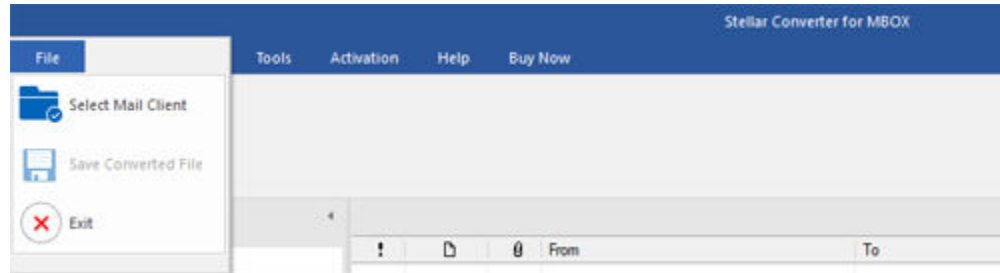 Stellar Converter for MBOX
File Tools Activation Help Buy Now
Select Mail Client
Save Converted File
Exit
! From To